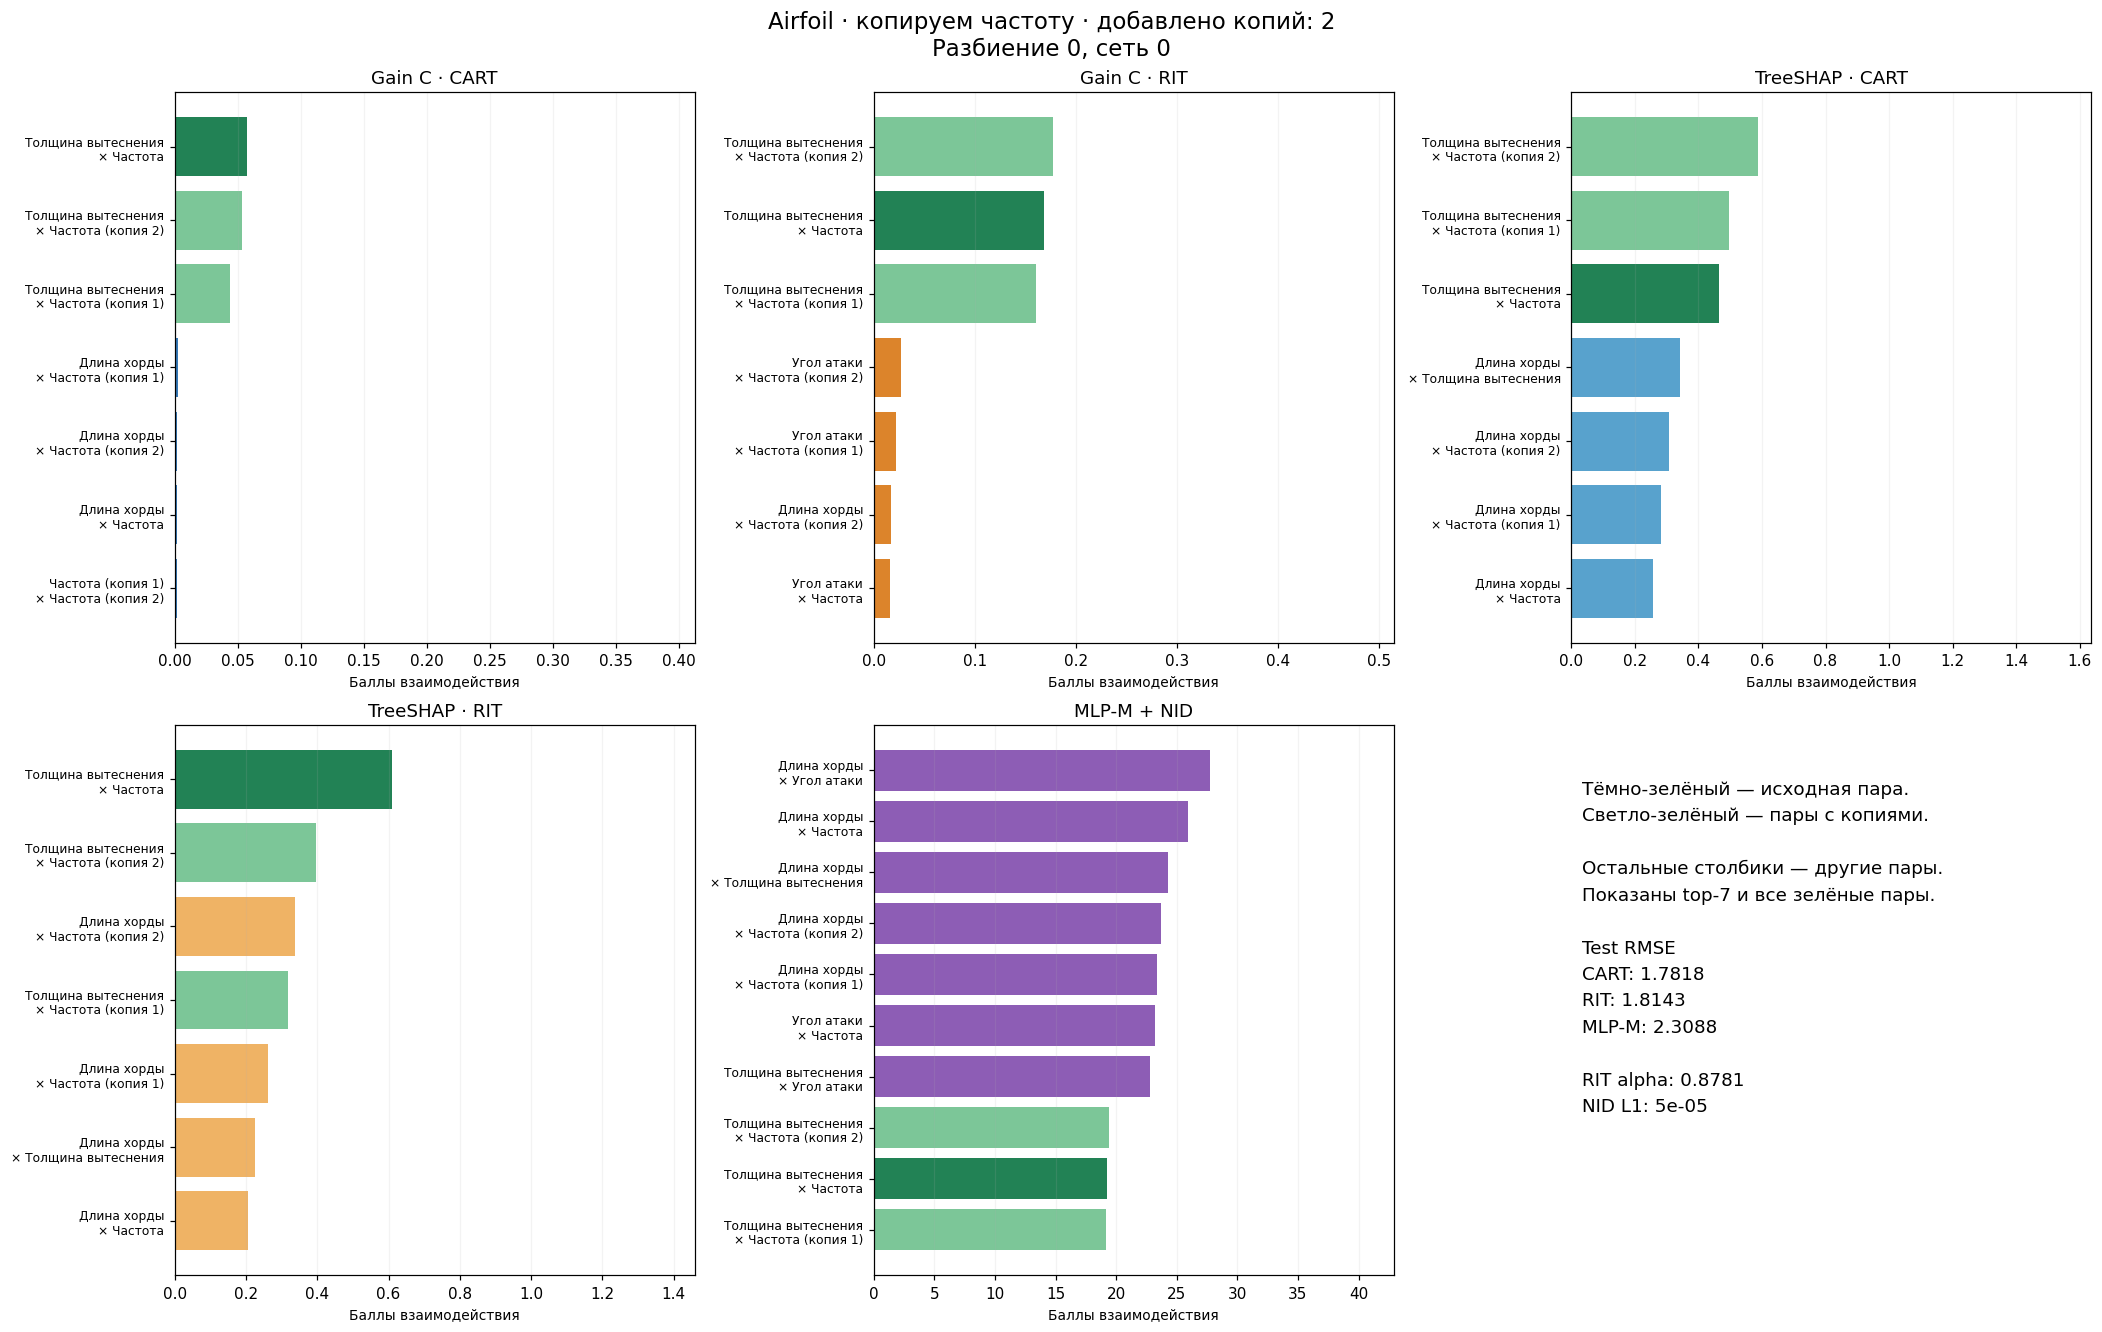 Airfoil · копируем частоту · добавлено копий: 2
Разбиение 0, сеть 0
Gain C · CART
Толщина вытеснения
× Частота
Толщина вытеснения
× Частота (копия 2)
Толщина вытеснения
× Частота (копия 1)
Длина хорды
× Частота (копия 1)
Длина хорды
× Частота (копия 2)
Длина хорды
× Частота
Частота (копия 1)
× Частота (копия 2)
0.00 0.05 0.10 0.15 0.20 0.25 0.30 0.35 0.40
Баллы взаимодействия
Gain C · RIT
Толщина вытеснения
× Частота (копия 2)
Толщина вытеснения
× Частота
Толщина вытеснения
× Частота (копия 1)
Угол атаки
× Частота (копия 2)
Угол атаки
× Частота (копия 1)
Длина хорды
× Частота (копия 2)
Угол атаки
× Частота
0.0 0.1 0.2 0.3 0.4 0.5
Баллы взаимодействия
TreeSHAP · CART
Толщина вытеснения
× Частота (копия 2)
Толщина вытеснения
× Частота (копия 1)
Толщина вытеснения
× Частота
Длина хорды
× Толщина вытеснения
Длина хорды
× Частота (копия 2)
Длина хорды
× Частота (копия 1)
Длина хорды
× Частота
0.0 0.2 0.4 0.6 0.8 1.0 1.2 1.4 1.6
Баллы взаимодействия
TreeSHAP · RIT
Толщина вытеснения
× Частота
Толщина вытеснения
× Частота (копия 2)
Длина хорды
× Частота (копия 2)
Толщина вытеснения
× Частота (копия 1)
Длина хорды
× Частота (копия 1)
Длина хорды
× Толщина вытеснения
Длина хорды
× Частота
0.0 0.2 0.4 0.6 0.8 1.0 1.2 1.4
Баллы взаимодействия
MLP-M + NID
Длина хорды
× Угол атаки
Длина хорды
× Частота
Длина хорды
× Толщина вытеснения
Длина хорды
× Частота (копия 2)
Длина хорды
× Частота (копия 1)
Угол атаки
× Частота
Толщина вытеснения
× Угол атаки
Толщина вытеснения
× Частота (копия 2)
Толщина вытеснения
× Частота
Толщина вытеснения
× Частота (копия 1)
0 5 10 15 20 25 30 35 40
Баллы взаимодействия
Тёмно-зелёный — исходная пара.
Светло-зелёный — пары с копиями.
Остальные столбики — другие пары.
Показаны top-7 и все зелёные пары.
Test RMSE
CART: 1.7818
RIT: 1.8143
MLP-M: 2.3088
RIT alpha: 0.8781
NID L1: 5e-05